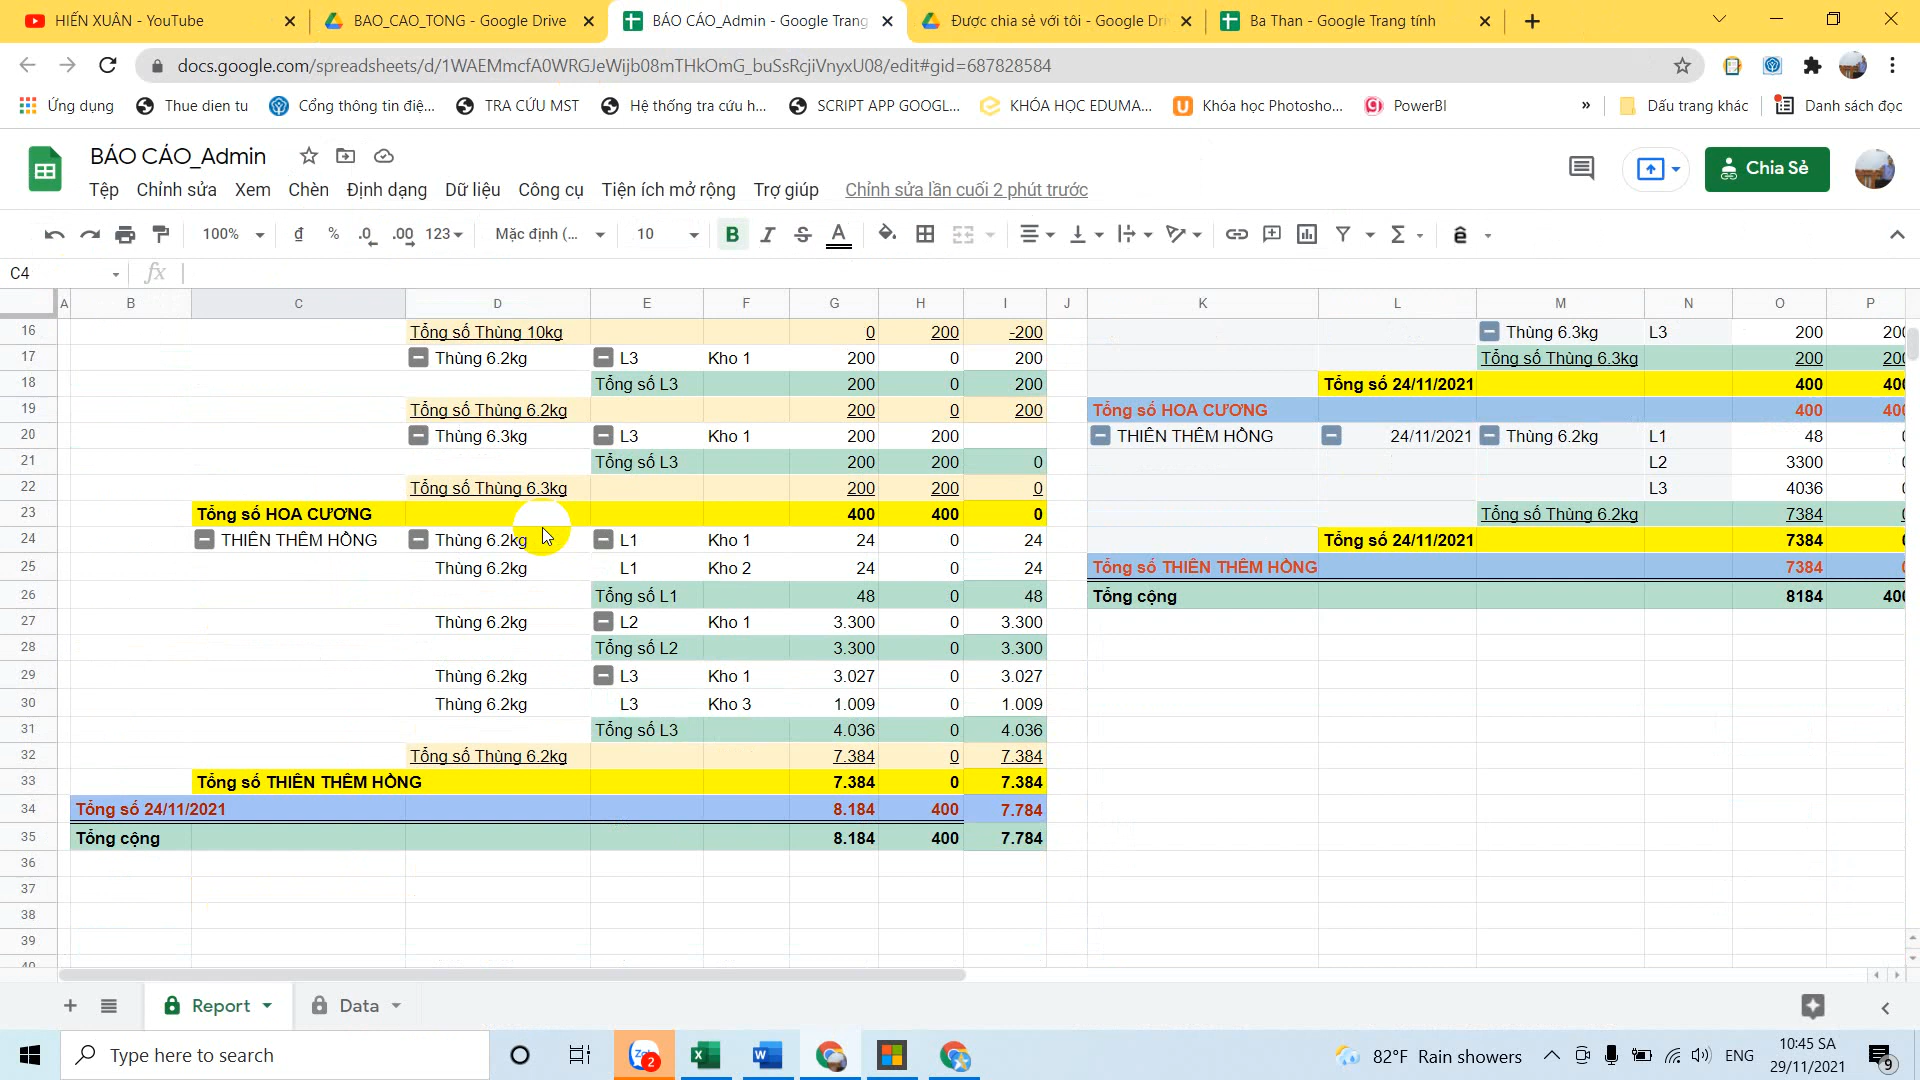 HIẾN XUÂN - YouTube
BAO_CAO_TONG - Google Drive
BÁO CÁO_Admin - Google Trang
Được chia sẻ với tôi - Google Dri
Ba Than - Google Trang tính
docs.google.com/spreadsheets/d/1WAEMmcfA0WRGJeWijb08mTHkOmG_buSsRcjiVnyxU08/edit#gid=687828584
Ứng dụng
Thue dien tu
Cổng thông tin điệ...
TRA CỨU MST
Hệ thống tra cứu h...
SCRIPT APP GOOGL...
KHÓA HỌC EDUMA...
Khóa học Photosho...
PowerBI
»
Dấu trang khác
Danh sách đọc
BÁO CÁO_Admin
Tệp Chỉnh sửa Xem Chèn Định dạng Dữ liệu Công cụ Tiện ích mở rộng Trợ giúp Chỉnh sửa lần cuối 2 phút trước
Chia Sẻ
100% đ % .0 .00 123 Mặc định (... 10 B I S A
C4 fx
A B C D E F G H I J K L M N O P
16 Tổng số Thùng 10kg 0 200 -200 Thùng 6.3kg L3 200 200
17 Thùng 6.2kg L3 Kho 1 200 0 200 Tổng số Thùng 6.3kg 200 200
18 Tổng số L3 200 0 200 Tổng số 24/11/2021 400 400
19 Tổng số Thùng 6.2kg 200 0 200 Tổng số HOA CƯƠNG 400 400
20 Thùng 6.3kg L3 Kho 1 200 200 THIÊN THÊM HỒNG 24/11/2021 Thùng 6.2kg L1 48 0
21 Tổng số L3 200 200 0 L2 3300 0
22 Tổng số Thùng 6.3kg 200 200 0 L3 4036 0
23 Tổng số HOA CƯƠNG 400 400 0 Tổng số Thùng 6.2kg 7384 0
24 THIÊN THÊM HỒNG Thùng 6.2kg L1 Kho 1 24 0 24 Tổng số 24/11/2021 7384 0
25 Thùng 6.2kg L1 Kho 2 24 0 24 Tổng số THIÊN THÊM HỒNG 7384 0
26 Tổng số L1 48 0 48 Tổng cộng 8184 400
27 Thùng 6.2kg L2 Kho 1 3.300 0 3.300
28 Tổng số L2 3.300 0 3.300
29 Thùng 6.2kg L3 Kho 1 3.027 0 3.027
30 Thùng 6.2kg L3 Kho 3 1.009 0 1.009
31 Tổng số L3 4.036 0 4.036
32 Tổng số Thùng 6.2kg 7.384 0 7.384
33 Tổng số THIÊN THÊM HỒNG 7.384 0 7.384
34 Tổng số 24/11/2021 8.184 400 7.784
35 Tổng cộng 8.184 400 7.784
36
37
38
39
40
Report
Data
Type here to search
2
82°F Rain showers
ENG
10:45 SA
29/11/2021
9